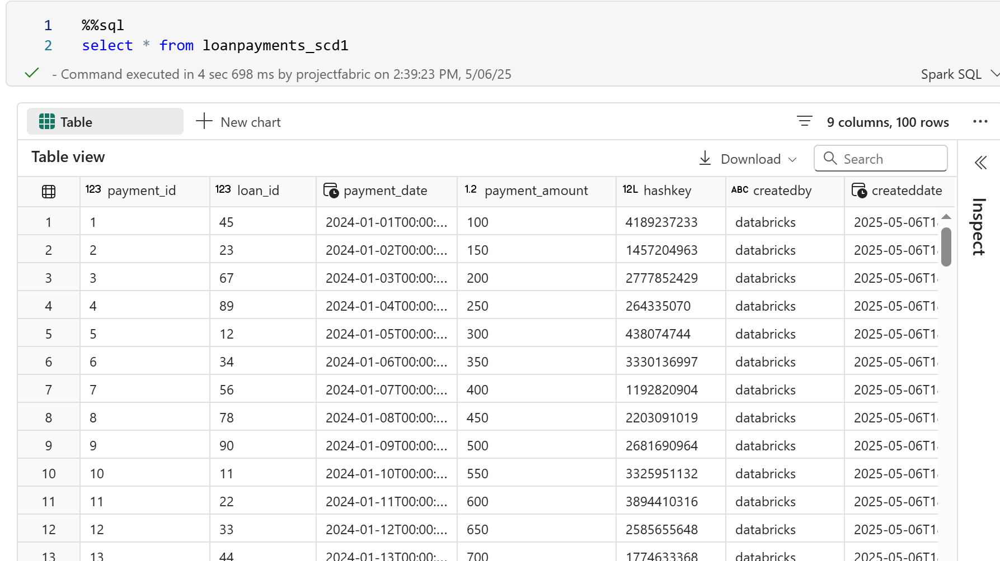 1 %%sql
2 select * from loanpayments_scd1
- Command executed in 4 sec 698 ms by projectfabric on 2:39:23 PM, 5/06/25 Spark SQL
Table New chart 9 columns, 100 rows
Table view Download Search
123 payment_id 123 loan_id payment_date 1.2 payment_amount 12L hashkey ABC createdby createddate
1 1 45 2024-01-01T00:00:... 100 4189237233 databricks 2025-05-06T1
2 2 23 2024-01-02T00:00:... 150 1457204963 databricks 2025-05-06T1
3 3 67 2024-01-03T00:00:... 200 2777852429 databricks 2025-05-06T1
4 4 89 2024-01-04T00:00:... 250 264335070 databricks 2025-05-06T1
5 5 12 2024-01-05T00:00:... 300 438074744 databricks 2025-05-06T1
6 6 34 2024-01-06T00:00:... 350 3330136997 databricks 2025-05-06T1
7 7 56 2024-01-07T00:00:... 400 1192820904 databricks 2025-05-06T1
8 8 78 2024-01-08T00:00:... 450 2203091019 databricks 2025-05-06T1
9 9 90 2024-01-09T00:00:... 500 2681690964 databricks 2025-05-06T1
10 10 11 2024-01-10T00:00:... 550 3325951132 databricks 2025-05-06T1
11 11 22 2024-01-11T00:00:... 600 3894410316 databricks 2025-05-06T1
12 12 33 2024-01-12T00:00:... 650 2585655648 databricks 2025-05-06T1
13 13 44 2024-01-13T00:00:... 700 1774633368 databricks 2025-05-06T1
Inspect